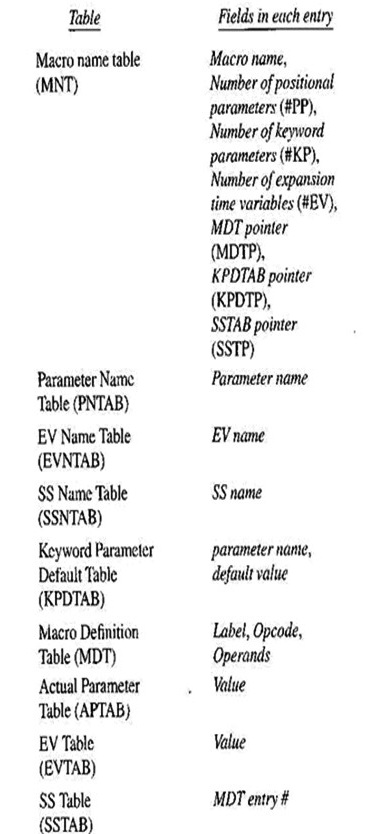 Table Fields in each entry
Macro name table Macro name,
(MNT) Number of positional
parameters (#PP),
Number of keyword
parameters (#KP),
Number of expansion
time variables (#EV),
MDT pointer
(MDTP),
KPDTAB pointer
(KPDTP),
SSTAB pointer
(SSTP)
Parameter Name Parameter name
Table (PNTAB)
EV Name Table EV name
(EVNTAB)
SS Name Table SS name
(SSNTAB)
Keyword Parameter parameter name,
Default Table default value
(KPDTAB)
Macro Definition Label, Opcode,
Table (MDT) Operands
Actual Parameter Value
Table (APTAB)
EV Table Value
(EVTAB)
SS Table MDT entry #
(SSTAB)